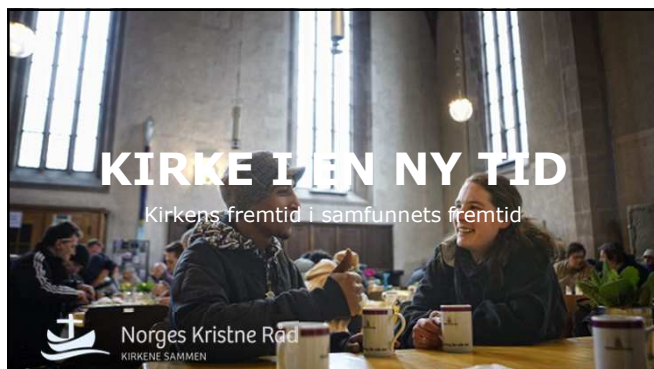 KIRKE I EN NY TID
Kirkens fremtid i samfunnets fremtid
Norges Kristne Råd
KIRKENE SAMMEN